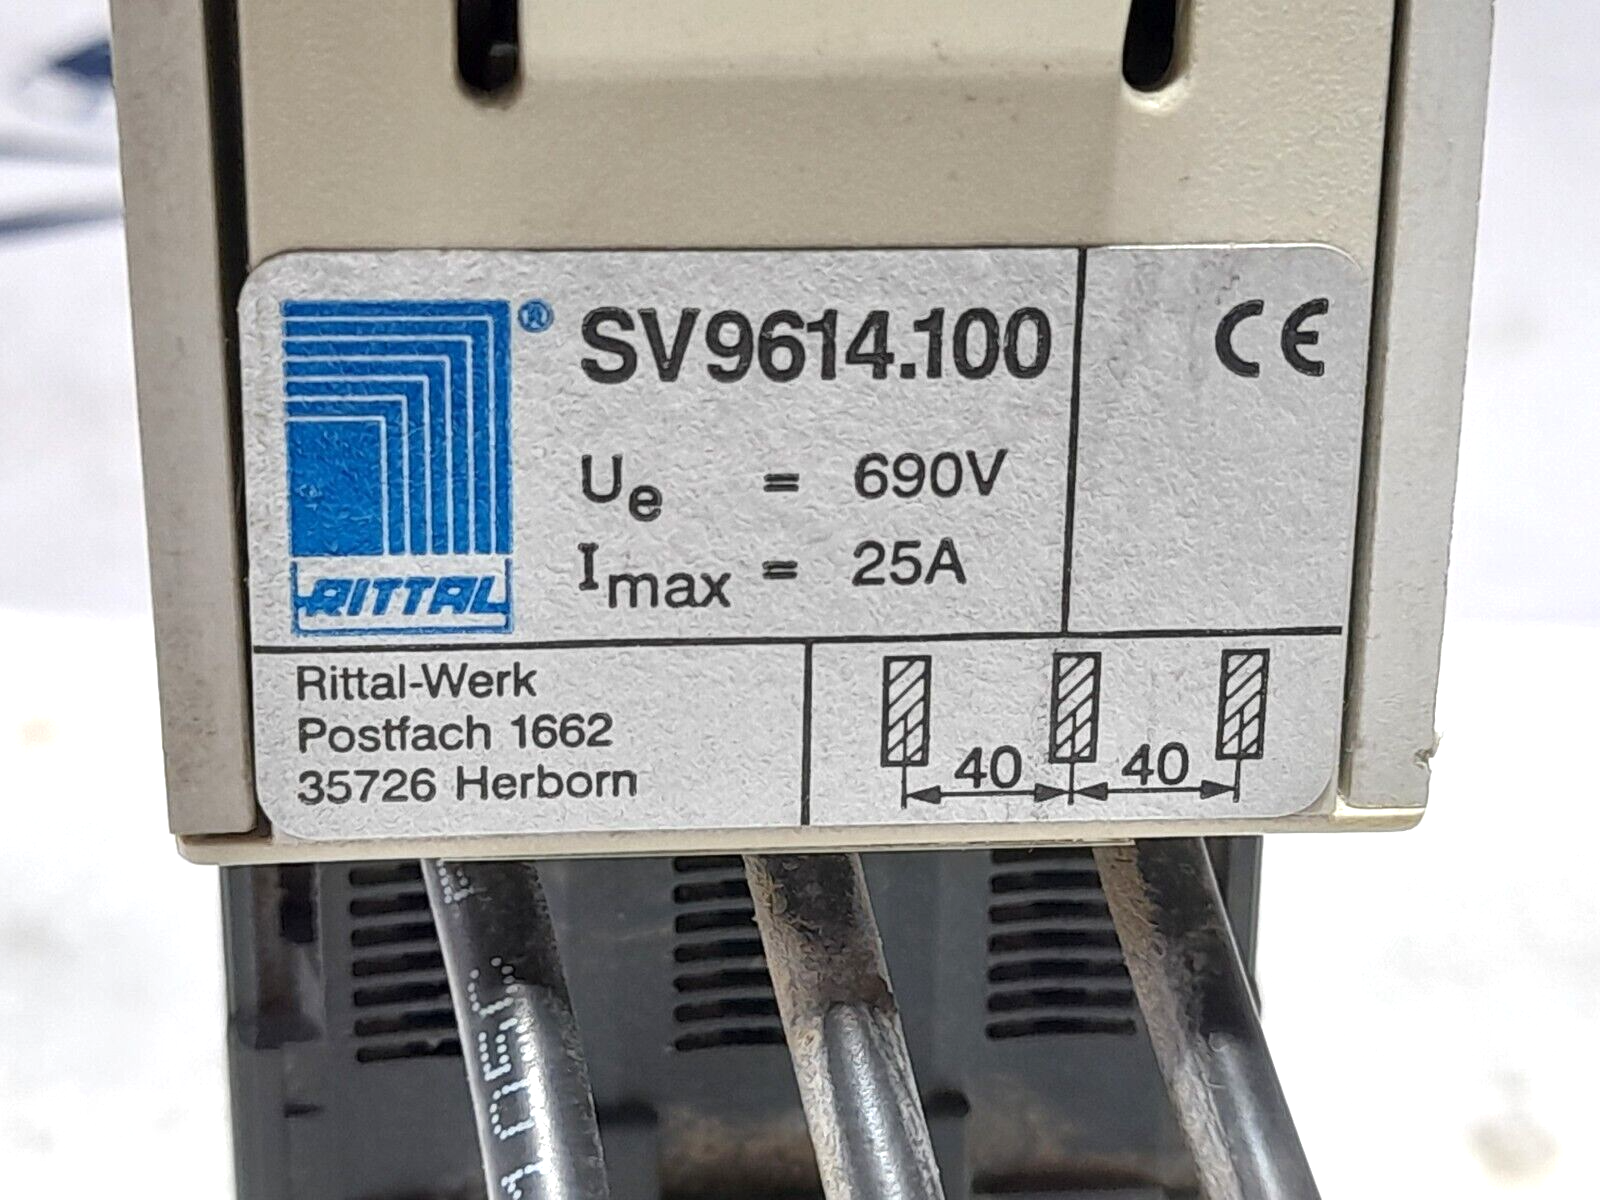 ® SV9614.100
CE
Ue = 690V
Imax = 25A
RITTAL
Rittal-Werk
Postfach 1662
35726 Herborn
40 40